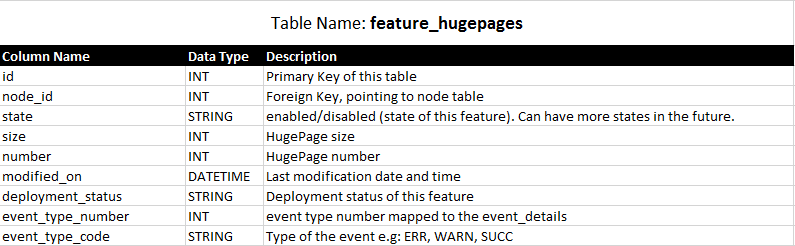 Table Name: feature_hugepages
Column Name Data Type Description
id INT Primary Key of this table
node_id INT Foreign Key, pointing to node table
state STRING enabled/disabled (state of this feature). Can have more states in the future.
size INT HugePage size
number INT HugePage number
modified_on DATETIME Last modification date and time
deployment_status STRING Deployment status of this feature
event_type_number INT event type number mapped to the event_details
event_type_code STRING Type of the event e.g: ERR, WARN, SUCC